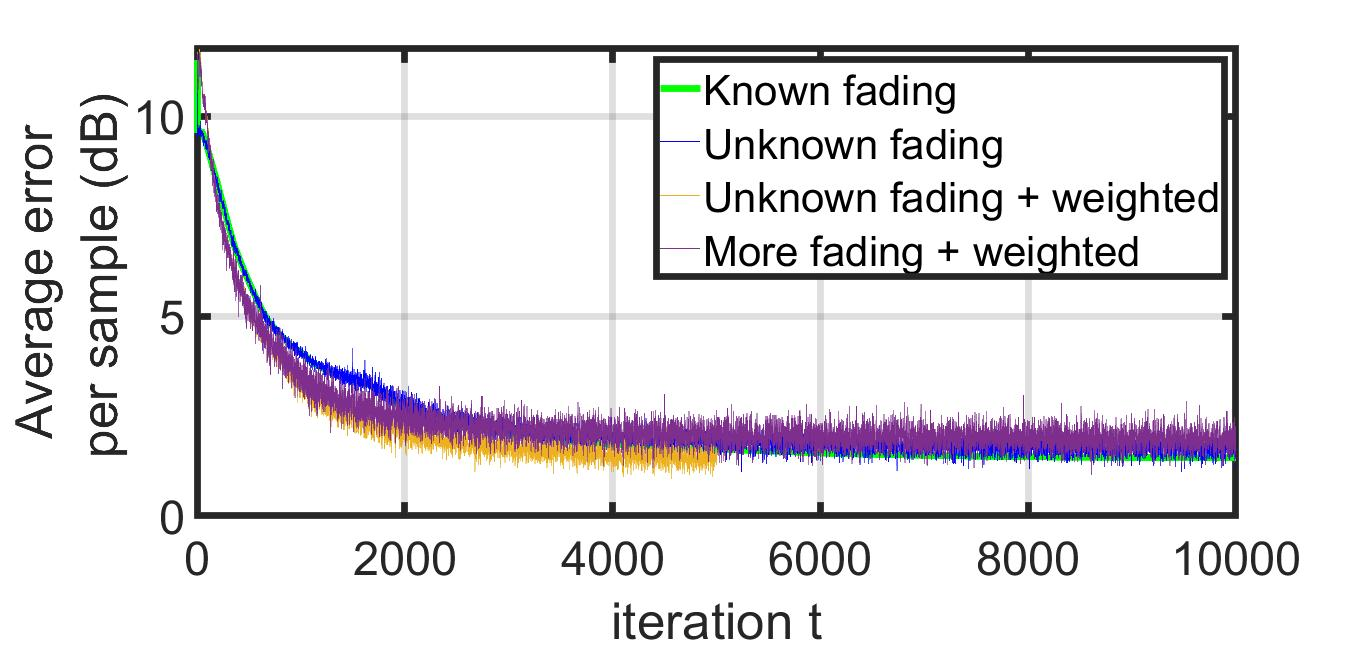 Average error
per sample (dB)
10
5
0
Known fading
Unknown fading
Unknown fading + weighted
More fading + weighted
0 2000 4000 6000 8000 10000
iteration t